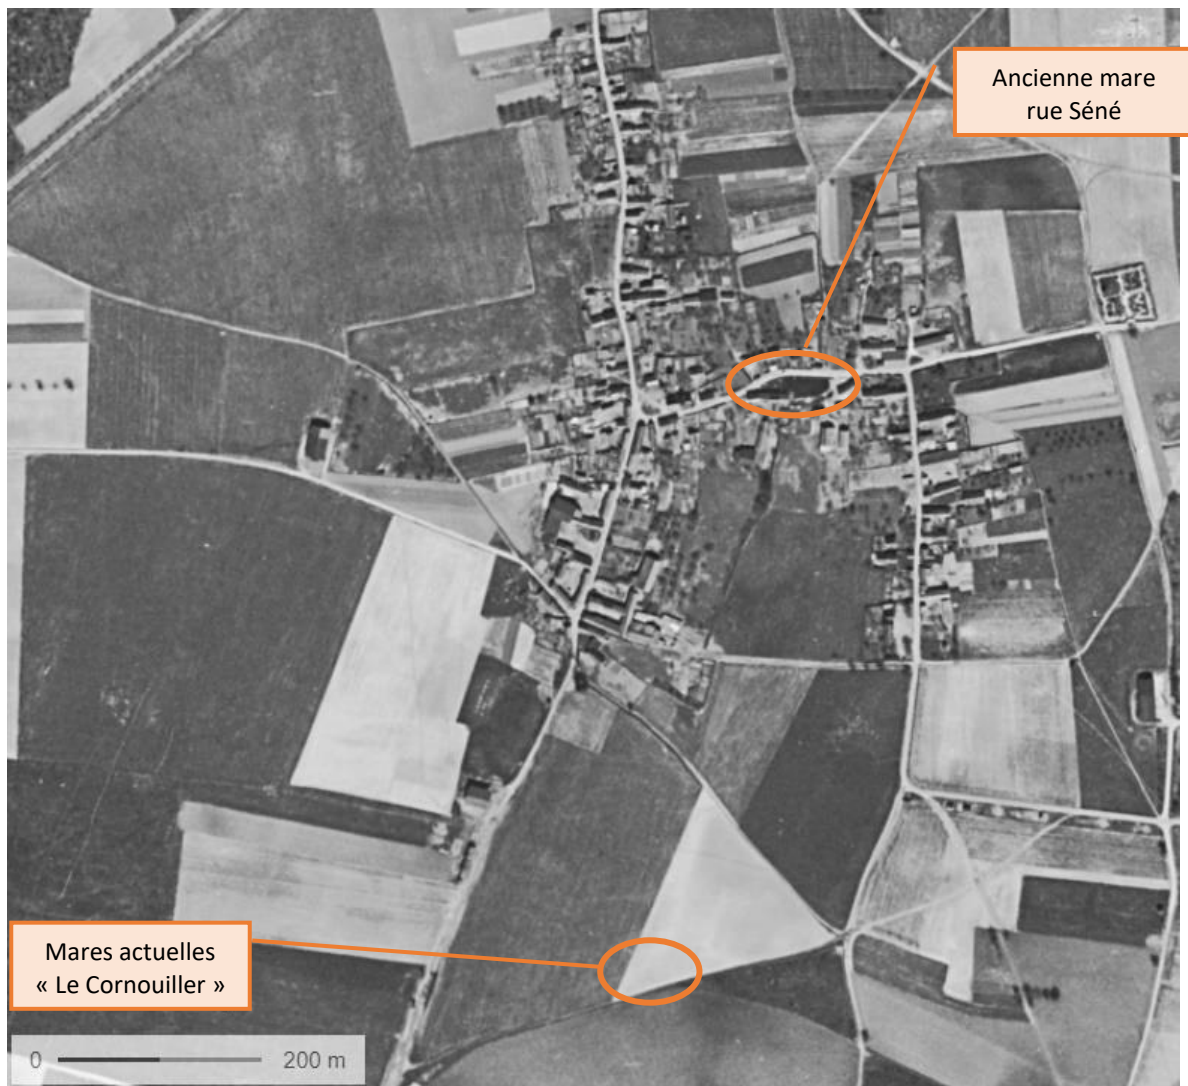 Ancienne mare
rue Séné
Mares actuelles
« Le Cornouiller »
0 200 m